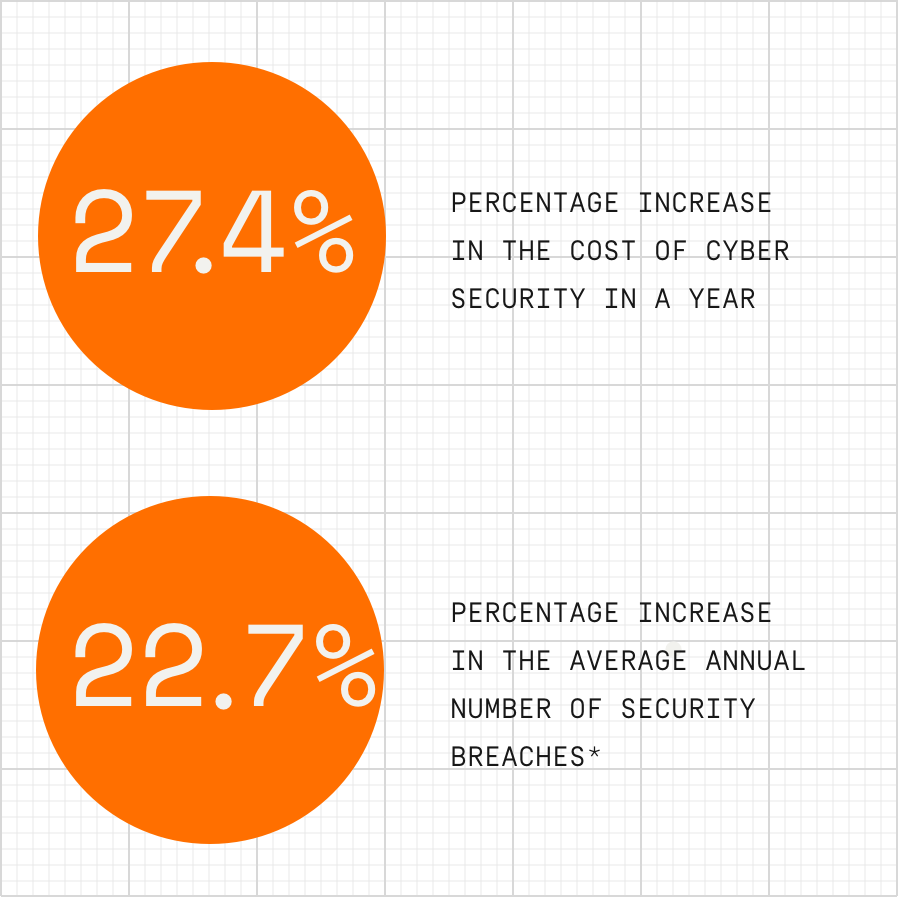 27.4%
PERCENTAGE INCREASE
IN THE COST OF CYBER
SECURITY IN A YEAR
22.7%
PERCENTAGE INCREASE
IN THE AVERAGE ANNUAL
NUMBER OF SECURITY
BREACHES*